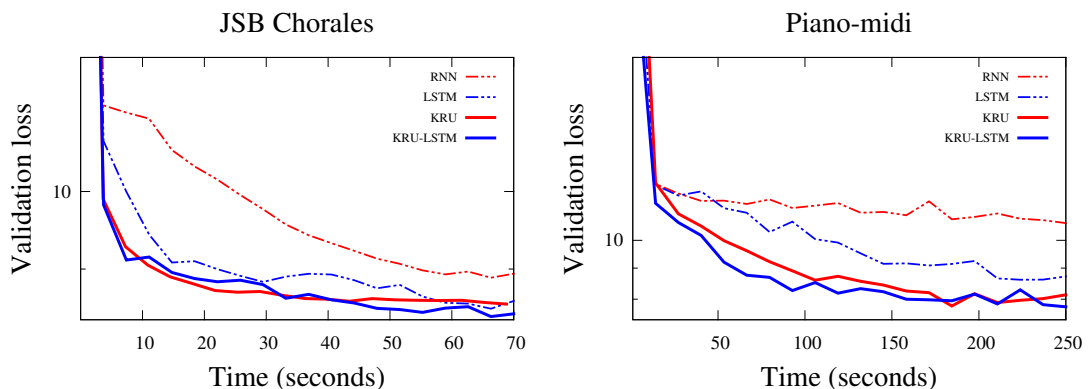 JSB Chorales
Validation loss
10
RNN
LSTM
KRU
KRU-LSTM
10 20 30 40 50 60 70
Time (seconds)
Piano-midi
Validation loss
10
RNN
LSTM
KRU
KRU-LSTM
50 100 150 200 250
Time (seconds)